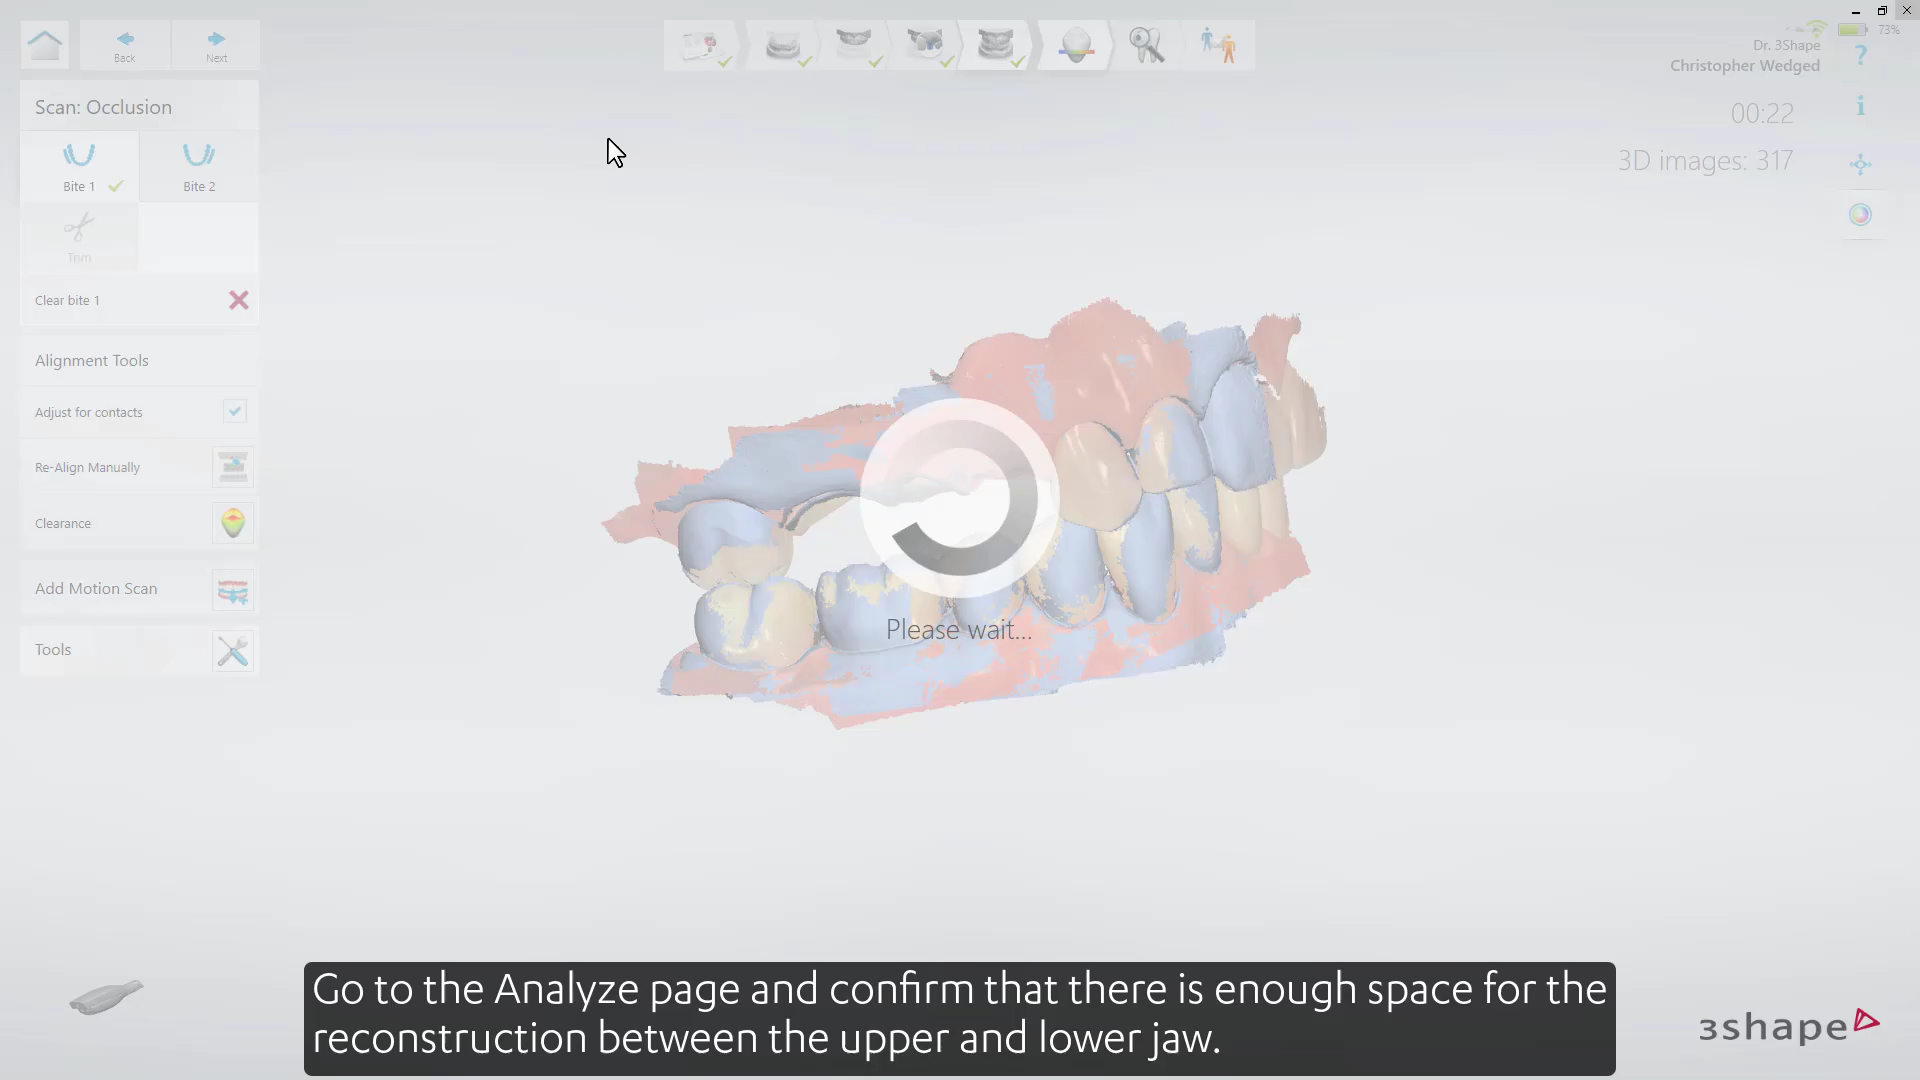 Back
Next
73%
Dr. 3Shape
Christopher Wedged
?
i
Scan: Occlusion
00:22
3D images: 317
Bite 1
Bite 2
Trim
Clear bite 1
Alignment Tools
Adjust for contacts
Re-Align Manually
Clearance
Add Motion Scan
Tools
Please wait...
Go to the Analyze page and confirm that there is enough space for the
reconstruction between the upper and lower jaw.
3shape